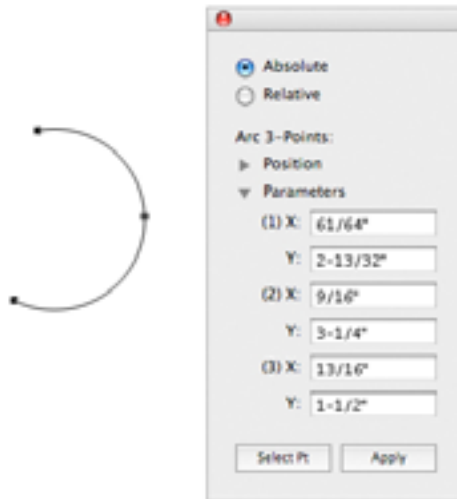 Absolute
Relative
Arc 3-Points:
Position
Parameters
(1) X: 61/64"
Y: 2-13/32"
(2) X: 9/16"
Y: 3-1/4"
(3) X: 13/16"
Y: 1-1/2"
Select Pt Apply